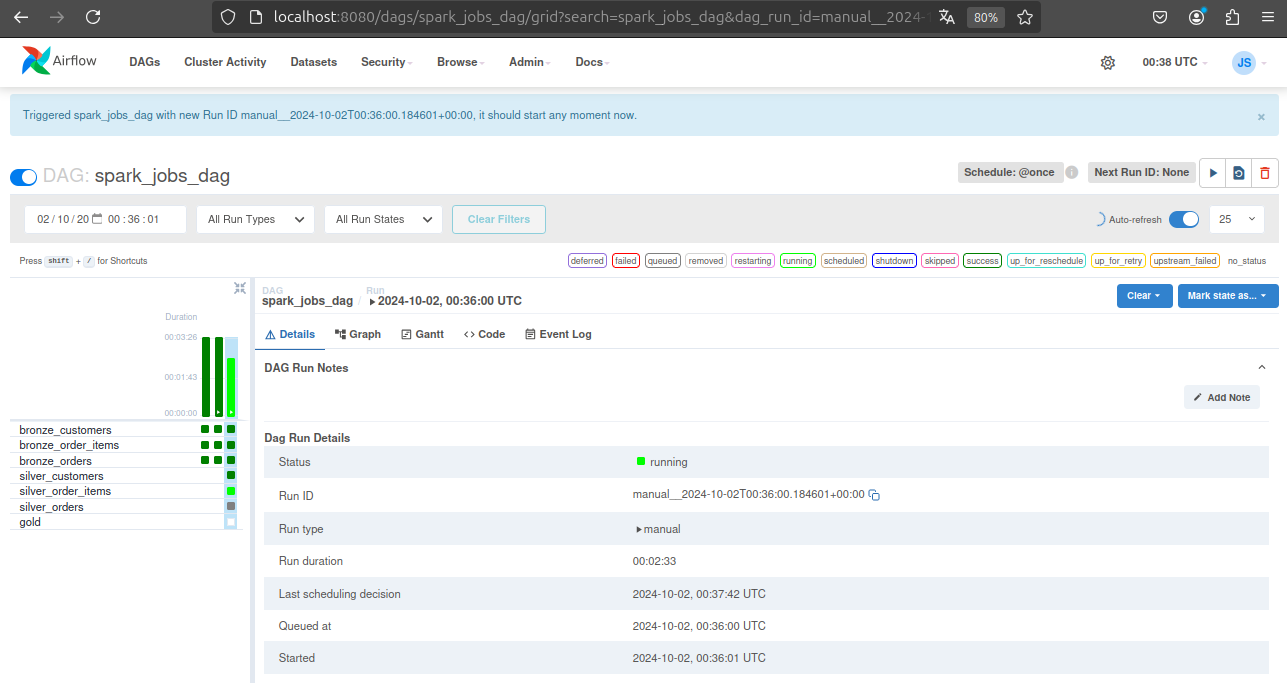 localhost:8080/dags/spark_jobs_dag/grid?search=spark_jobs_dag&dag_run_id=manual__2024-10-02 80%
Airflow DAGs Cluster Activity Datasets Security Browse Admin Docs 00:38 UTC JS
Triggered spark_jobs_dag with new Run ID manual__2024-10-02T00:36:00.184601+00:00, it should start any moment now. ×
DAG: spark_jobs_dag Schedule: @once i Next Run ID: None
02/10/20 00:36:01 All Run Types All Run States Clear Filters Auto-refresh 25
Press shift + / for Shortcuts deferred failed queued removed restarting running scheduled shutdown skipped success up_for_reschedule up_for_retry upstream_failed no_status
DAG Run
spark_jobs_dag / 2024-10-02, 00:36:00 UTC Clear Mark state as...
Duration
00:03:26
00:01:43
00:00:00
bronze_customers
bronze_order_items
bronze_orders
silver_customers
silver_order_items
silver_orders
gold
Details Graph Gantt <> Code Event Log
DAG Run Notes
Add Note
Dag Run Details
Status running
Run ID manual__2024-10-02T00:36:00.184601+00:00
Run type manual
Run duration 00:02:33
Last scheduling decision 2024-10-02, 00:37:42 UTC
Queued at 2024-10-02, 00:36:00 UTC
Started 2024-10-02, 00:36:01 UTC